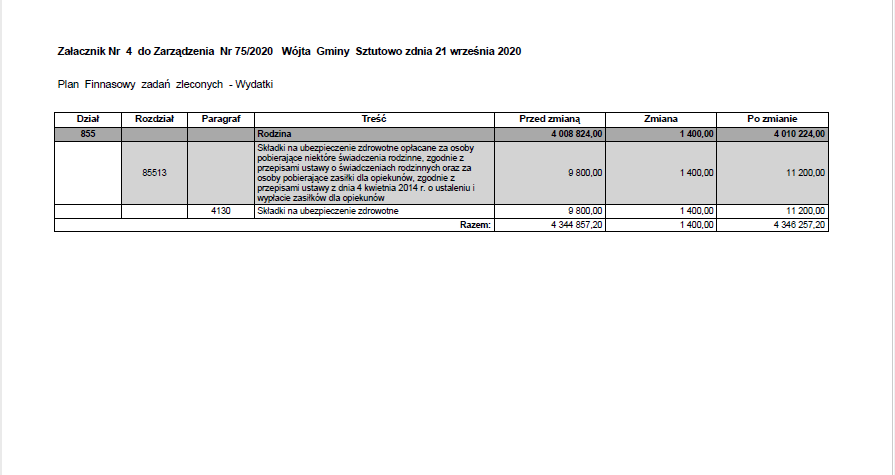 Załacznik Nr 4 do Zarządzenia Nr 75/2020 Wójta Gminy Sztutowo zdnia 21 września 2020
Plan Finnasowy zadań zleconych - Wydatki
Dział Rozdział Paragraf Treść Przed zmianą Zmiana Po zmianie
855 Rodzina 4 008 824,00 1 400,00 4 010 224,00
Składki na ubezpieczenie zdrowotne opłacane za osoby
pobierające niektóre świadczenia rodzinne, zgodnie z
przepisami ustawy o świadczeniach rodzinnych oraz za
85513 osoby pobierające zasiłki dla opiekunów, zgodnie z 9 800,00 1 400,00 11 200,00
przepisami ustawy z dnia 4 kwietnia 2014 r. o ustaleniu i
wypłacie zasiłków dla opiekunów
4130 Składki na ubezpieczenie zdrowotne 9 800,00 1 400,00 11 200,00
Razem: 4 344 857,20 1 400,00 4 346 257,20